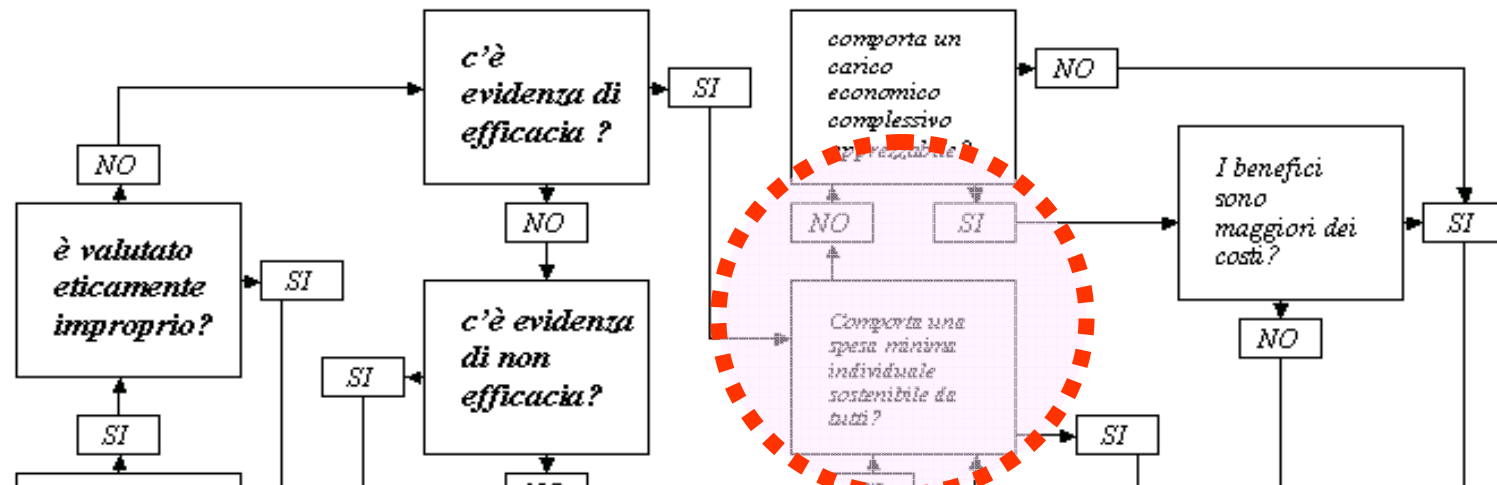 c'è
evidenza di
efficacia ?
SI
comporta un
carico
economico
complessivo
apprezzabile?
NO
NO
I benefici
sono
maggiori dei
costi?
SI
NO
NO
SI
è valutato
eticamente
improprio?
SI
c'è evidenza
di non
efficacia?
SI
Comporta una
spesa minima
individuale
sostenibile da
tutti?
NO
SI
SI